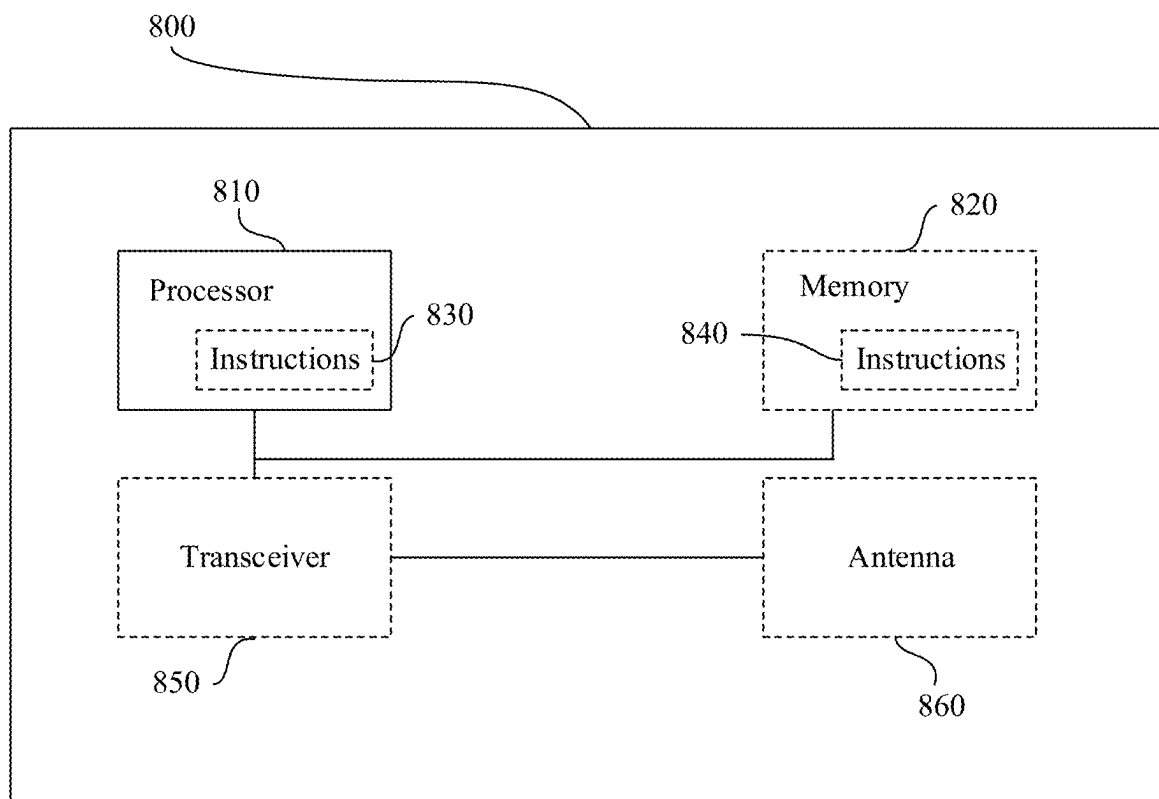 800
810
820
Processor
Memory
830
840
Instructions
Instructions
Transceiver
Antenna
850
860